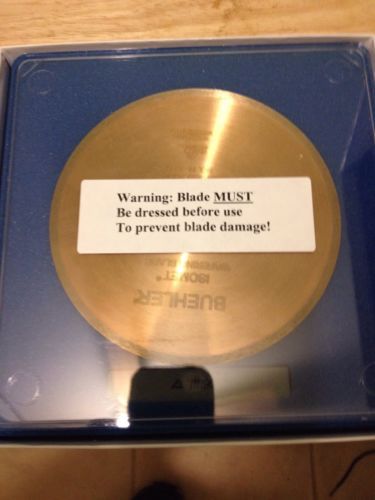 Warning: Blade MUST
Be dressed before use
To prevent blade damage!
ISOMET®
BUEHLER